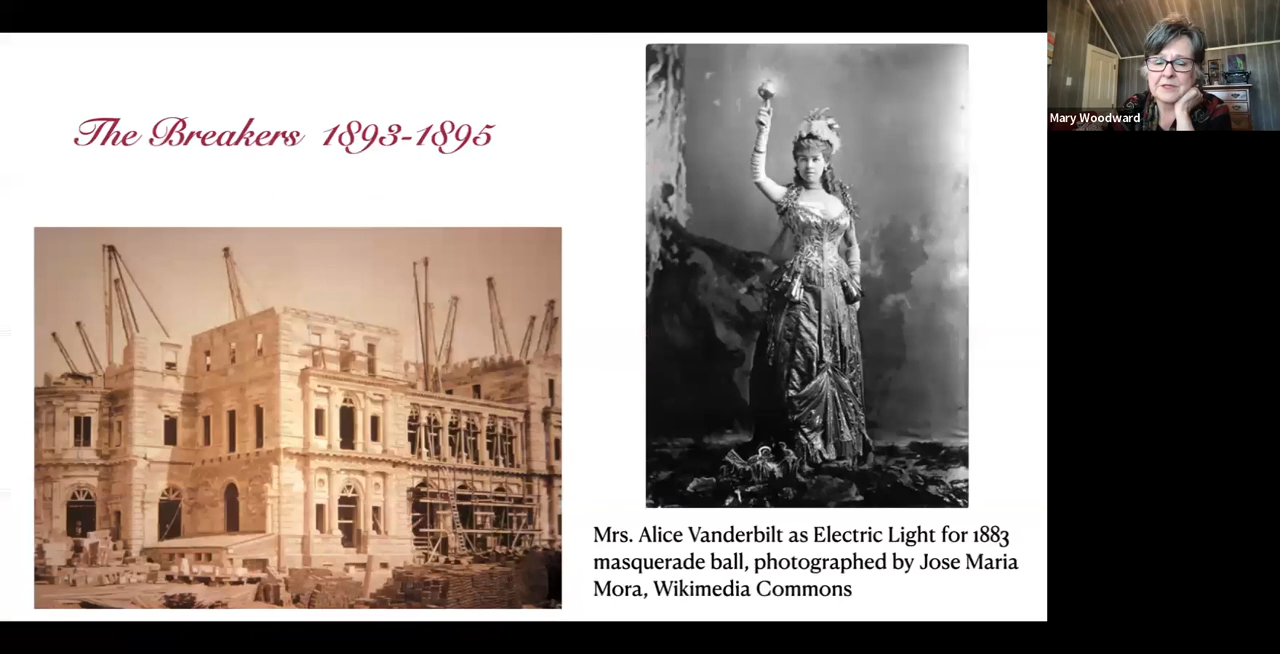 The Breakers 1893-1895
Mrs. Alice Vanderbilt as Electric Light for 1883
masquerade ball, photographed by Jose Maria
Mora, Wikimedia Commons
Mary Woodward